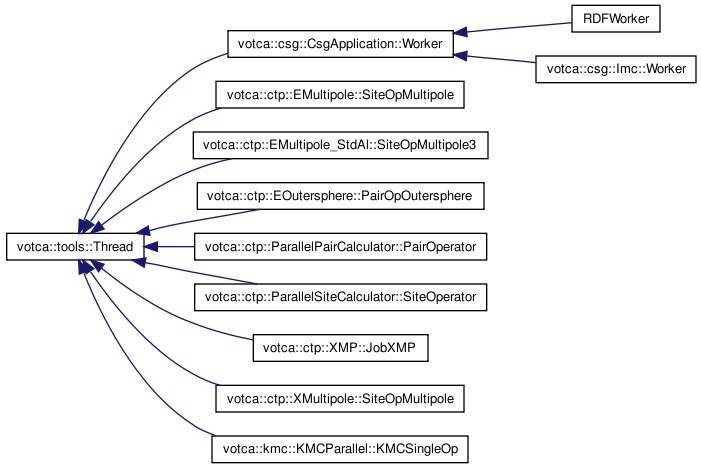 RDFWorker
votca::csg::CsgApplication::Worker
votca::csg::Imc::Worker
votca::ctp::EMultipole::SiteOpMultipole
votca::ctp::EMultipole_StdAl::SiteOpMultipole3
votca::ctp::EOutersphere::PairOpOutersphere
votca::tools::Thread
votca::ctp::ParallelPairCalculator::PairOperator
votca::ctp::ParallelSiteCalculator::SiteOperator
votca::ctp::XMP::JobXMP
votca::ctp::XMultipole::SiteOpMultipole
votca::kmc::KMCParallel::KMCSingleOp